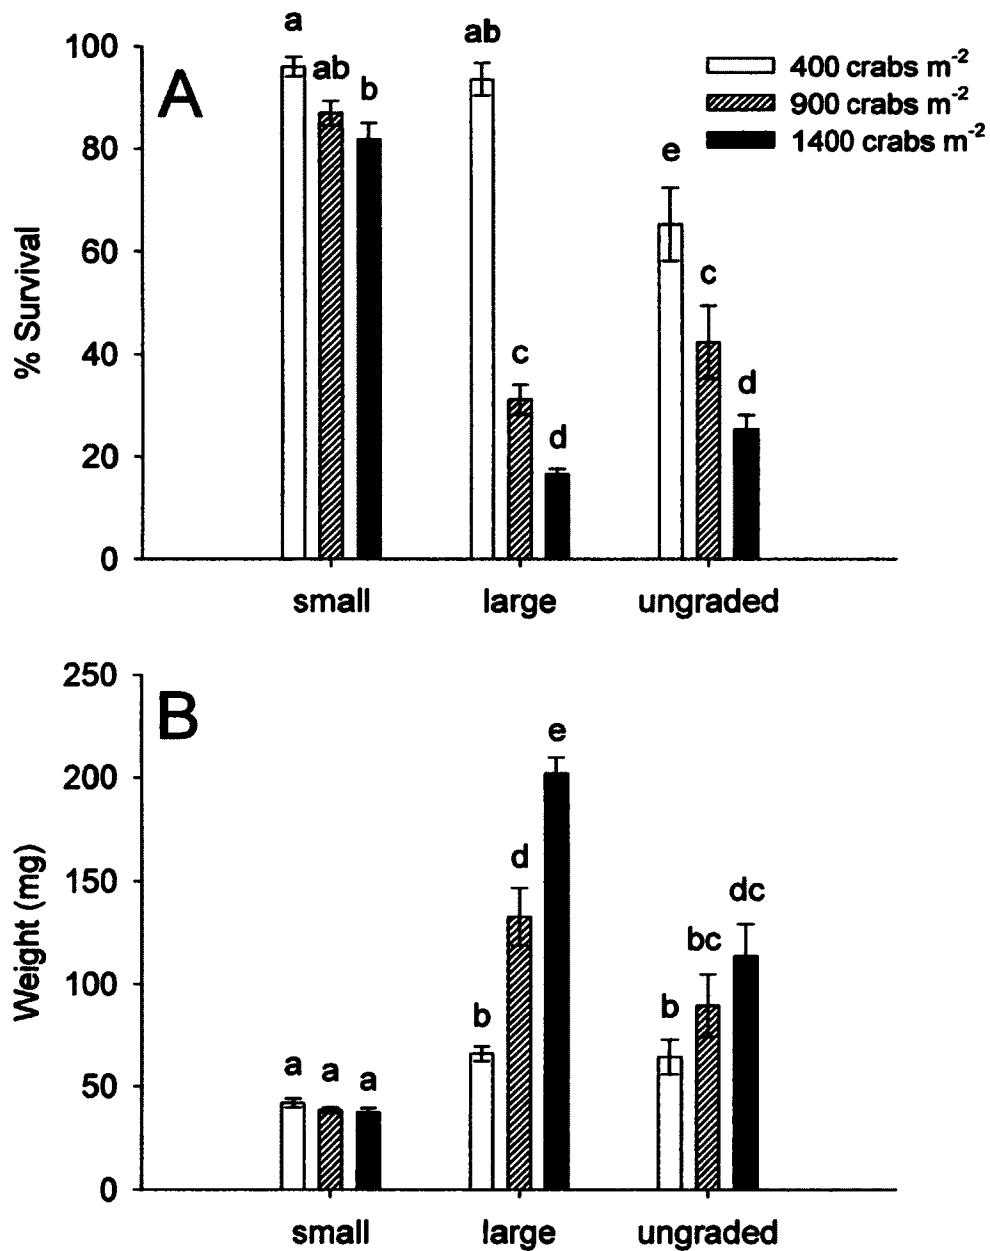 a
ab
b
ab
100
A
400 crabs m-2
900 crabs m-2
1400 crabs m-2
80
e
% Survival
60
c
40
c
d
d
20
0
small large ungraded
250
B
e
200
d
Weight (mg)
150
dc
bc
100
b
b
a a a
50
0
small large ungraded